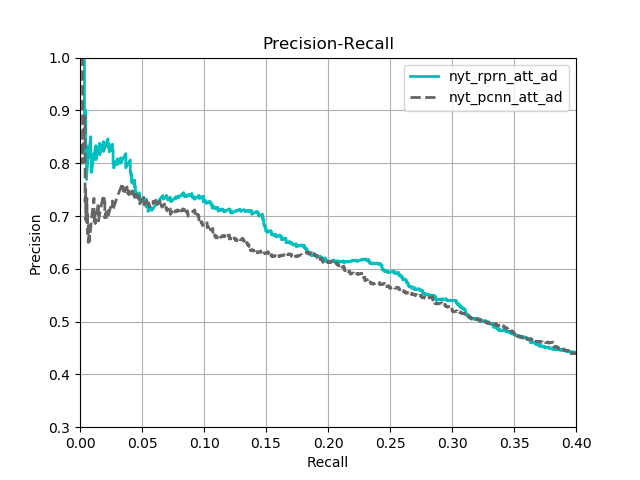 Precision-Recall
nyt_rprn_att_ad
nyt_pcnn_att_ad
1.0
0.9
0.8
0.7
0.6
0.5
0.4
0.3
Precision
0.00 0.05 0.10 0.15 0.20 0.25 0.30 0.35 0.40
Recall